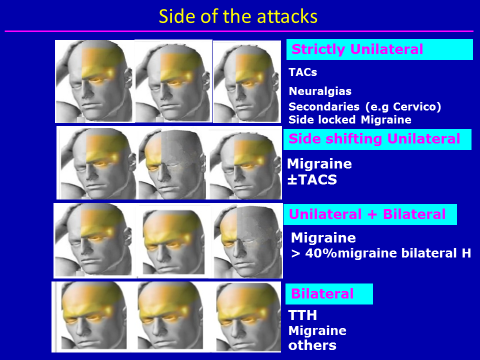 Side of the attacks
Strictly Unilateral
TACs
Neuralgias
Secondaries (e.g Cervico)
Side locked Migraine
Side shifting Unilateral
Migraine
±TACS
Unilateral + Bilateral
Migraine
> 40%migraine bilateral H
Bilateral
TTH
Migraine
others